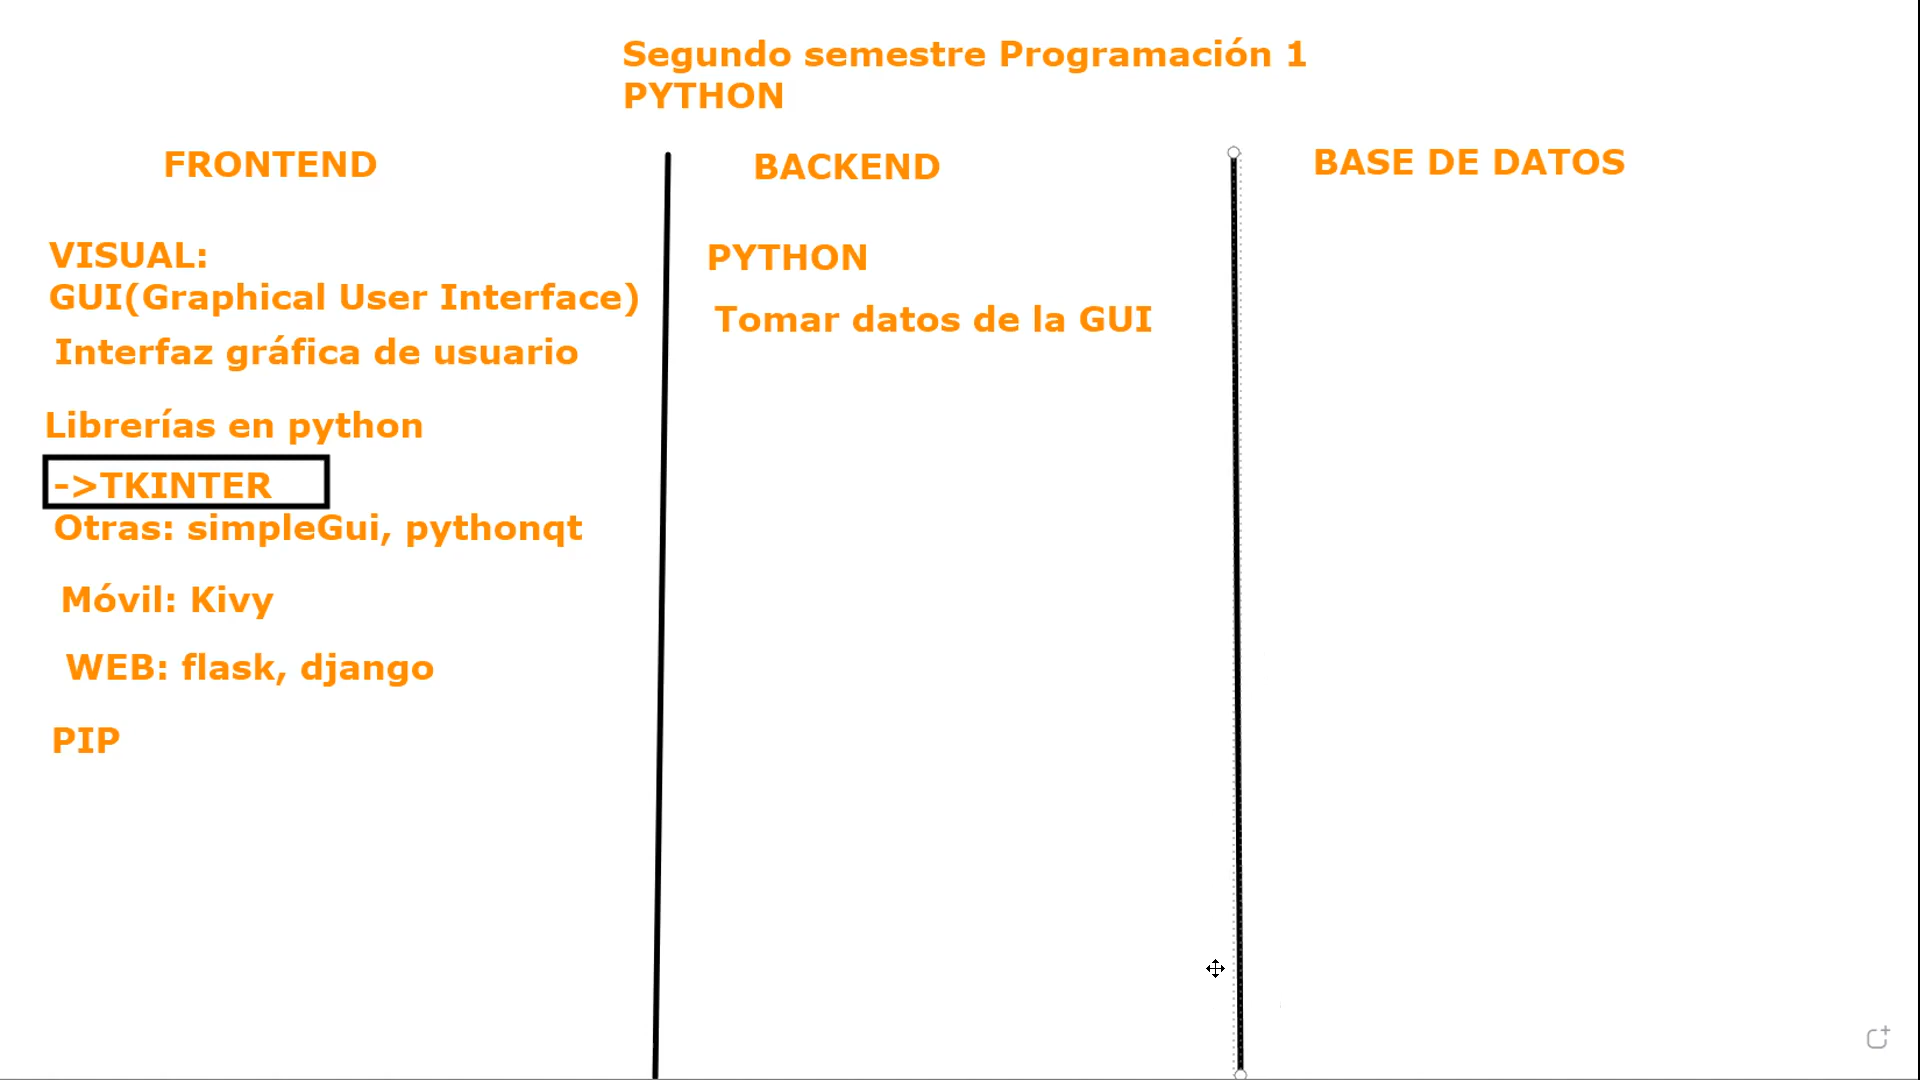 Segundo semestre Programación 1
PYTHON
FRONTEND
VISUAL:
GUI(Graphical User Interface)
Interfaz gráfica de usuario
Librerías en python
->TKINTER
Otras: simpleGui, pythonqt
Móvil: Kivy
WEB: flask, django
PIP
BACKEND
PYTHON
Tomar datos de la GUI
BASE DE DATOS